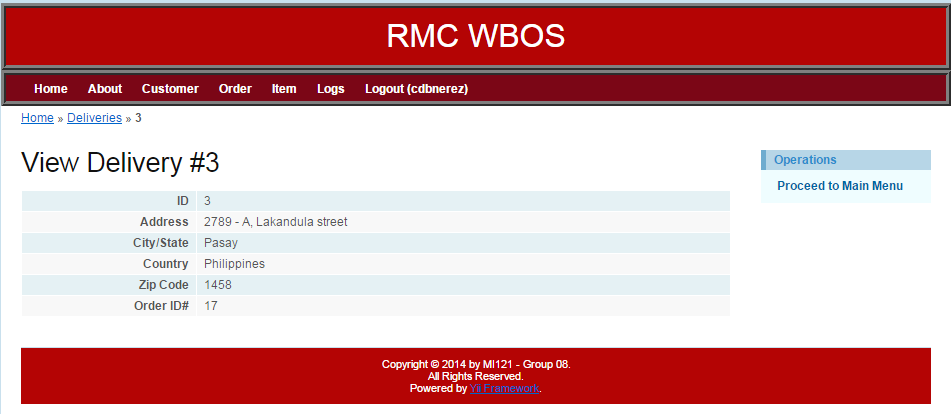 RMC WBOS
Home About Customer Order Item Logs Logout (cdbnerez)
Home » Deliveries » 3
View Delivery #3
Operations
Proceed to Main Menu
ID 3
Address 2789 - A, Lakandula street
City/State Pasay
Country Philippines
Zip Code 1458
Order ID# 17
Copyright © 2014 by MI121 - Group 08.
All Rights Reserved.
Powered by Yii Framework.